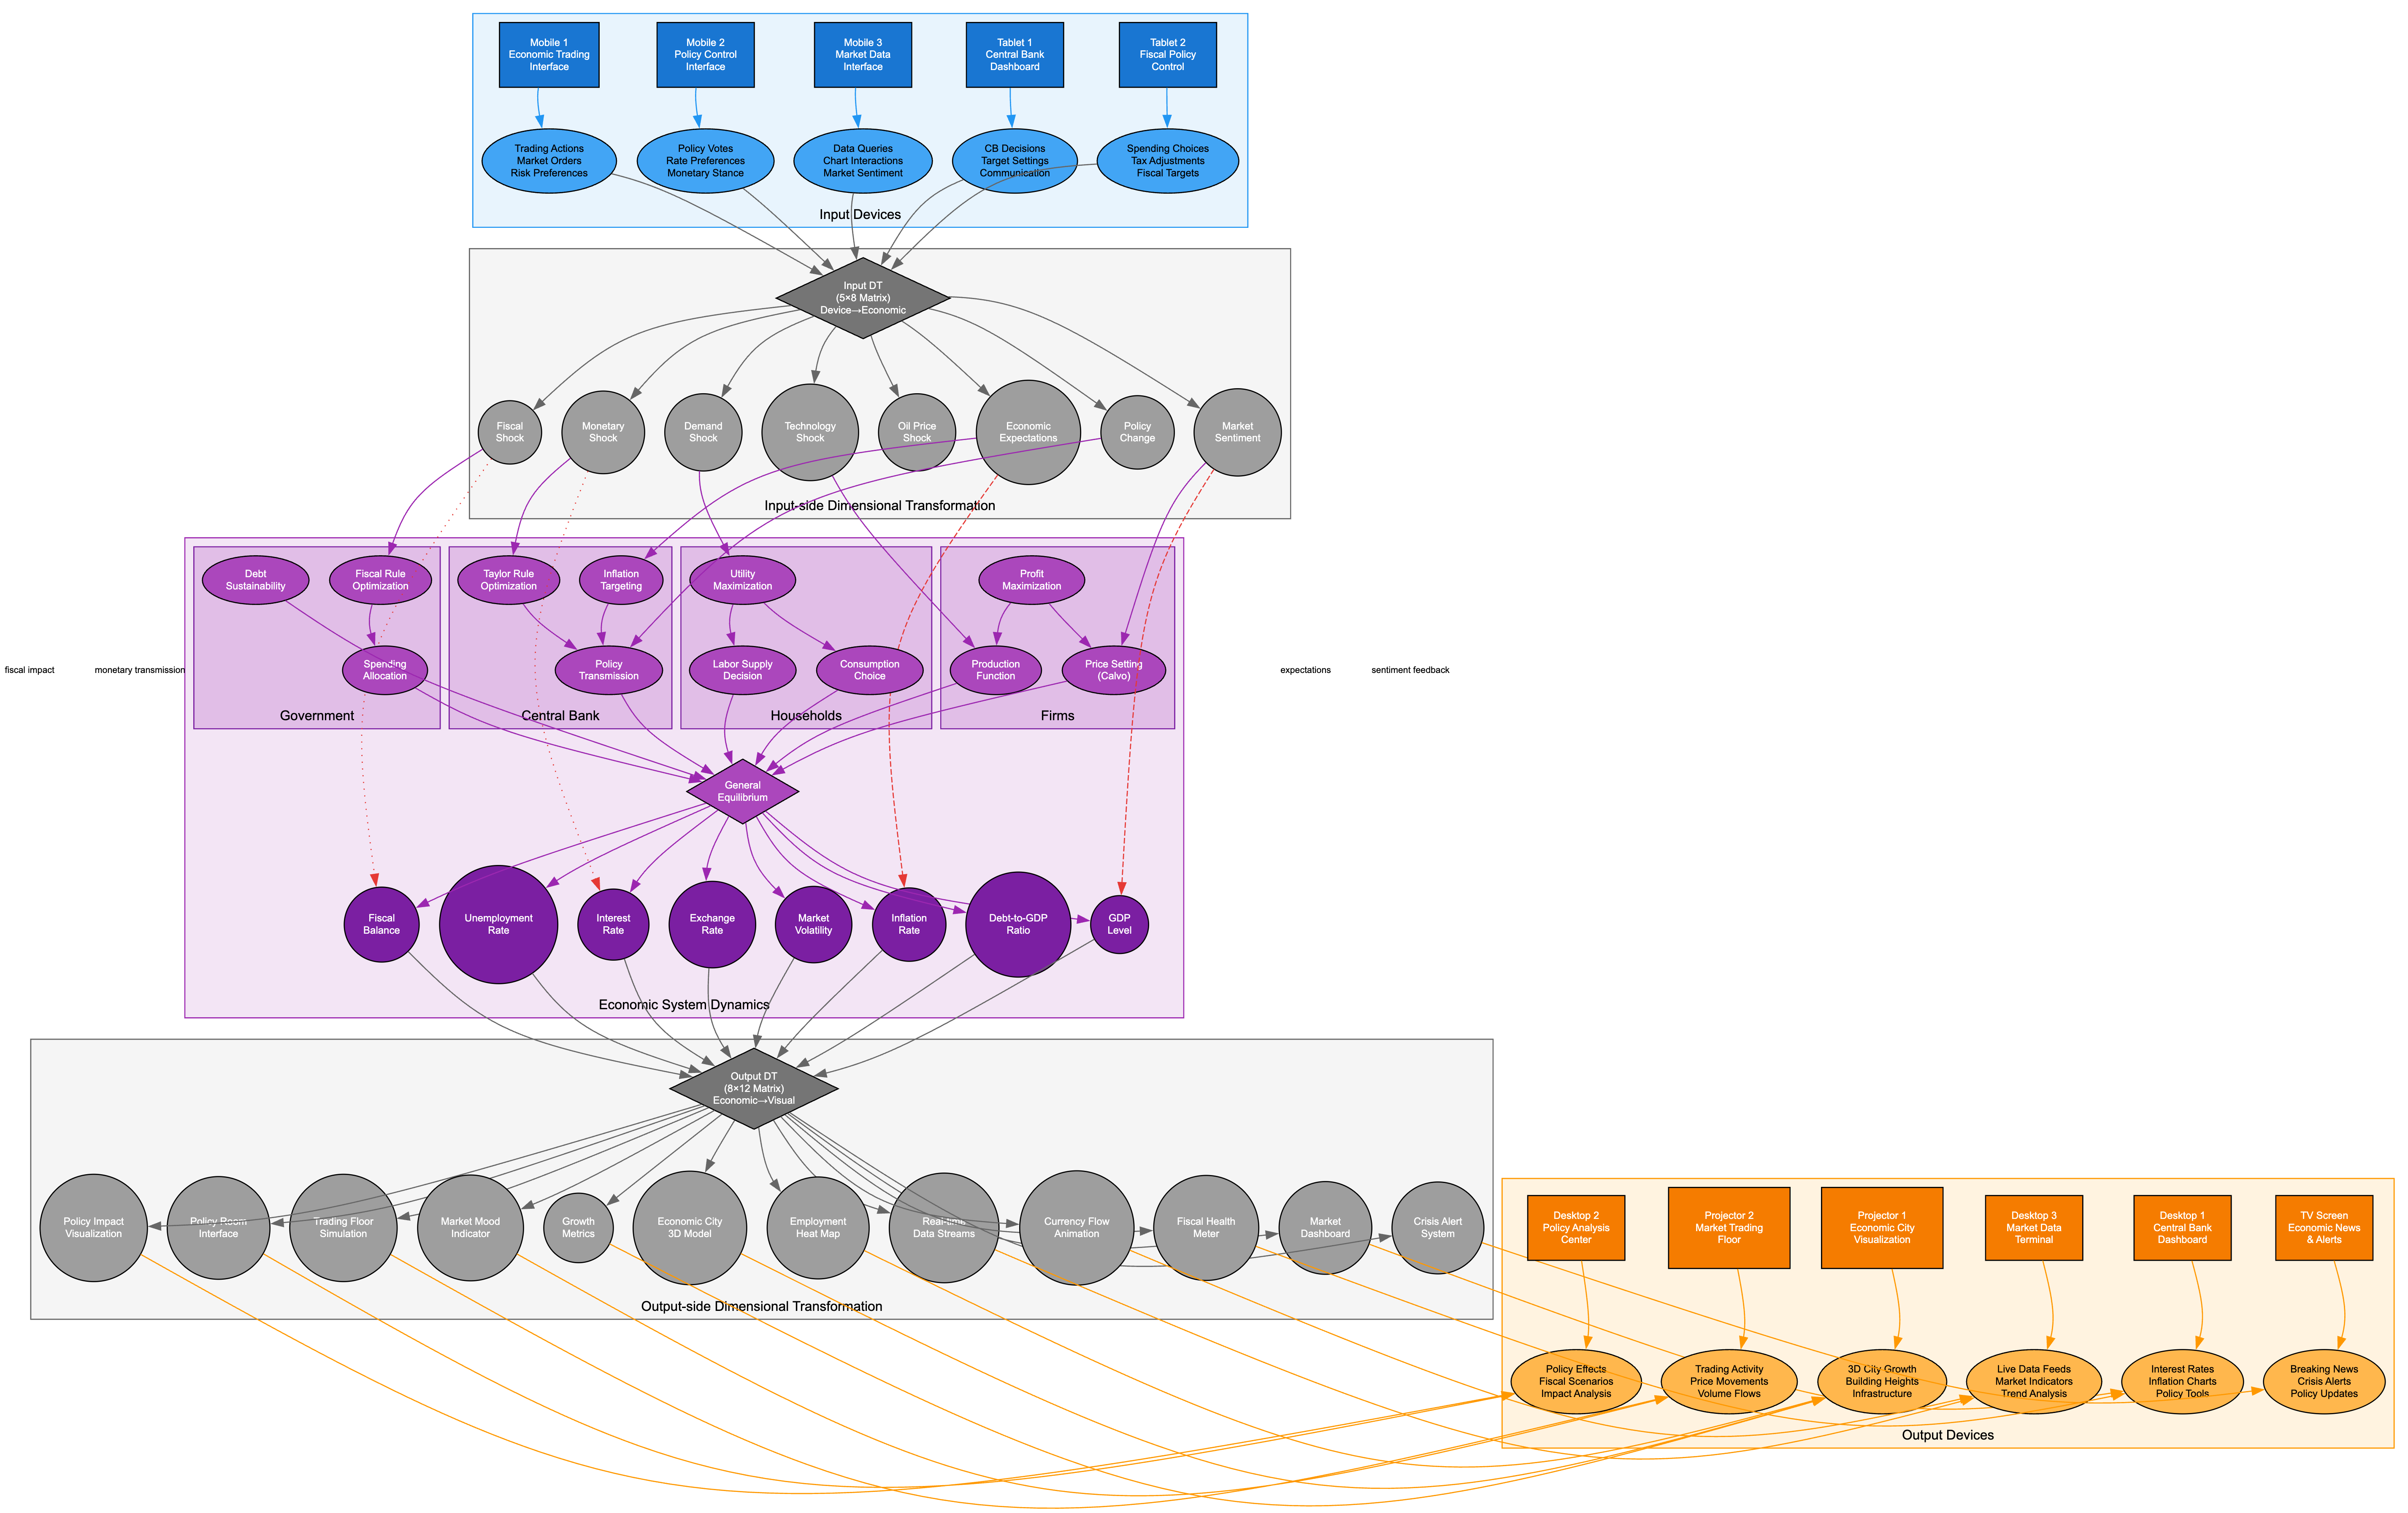 Mobile 1
Economic Trading
Interface
Mobile 2
Policy Control
Interface
Mobile 3
Market Data
Interface
Tablet 1
Central Bank
Dashboard
Tablet 2
Fiscal Policy
Control
Trading Actions
Market Orders
Risk Preferences
Policy Votes
Rate Preferences
Monetary Stance
Data Queries
Chart Interactions
Market Sentiment
CB Decisions
Target Settings
Communication
Spending Choices
Tax Adjustments
Fiscal Targets
Input Devices
Input DT
(5×8 Matrix)
Device→Economic
Fiscal
Shock
Monetary
Shock
Demand
Shock
Technology
Shock
Oil Price
Shock
Economic
Expectations
Policy
Change
Market
Sentiment
Input-side Dimensional Transformation
Debt
Sustainability
Fiscal Rule
Optimization
Taylor Rule
Optimization
Inflation
Targeting
Utility
Maximization
Profit
Maximization
fiscal impact
monetary transmission
Spending
Allocation
Policy
Transmission
Labor Supply
Decision
Consumption
Choice
Production
Function
Price Setting
(Calvo)
expectations
sentiment feedback
Government
Central Bank
Households
Firms
General
Equilibrium
Fiscal
Balance
Unemployment
Rate
Interest
Rate
Exchange
Rate
Market
Volatility
Inflation
Rate
Debt-to-GDP
Ratio
GDP
Level
Economic System Dynamics
Output DT
(8×12 Matrix)
Economic→Visual
Policy Impact
Visualization
Policy Room
Interface
Trading Floor
Simulation
Market Mood
Indicator
Growth
Metrics
Economic City
3D Model
Employment
Heat Map
Real-time
Data Streams
Currency Flow
Animation
Fiscal Health
Meter
Market
Dashboard
Crisis Alert
System
Output-side Dimensional Transformation
Desktop 2
Policy Analysis
Center
Projector 2
Market Trading
Floor
Projector 1
Economic City
Visualization
Desktop 3
Market Data
Terminal
Desktop 1
Central Bank
Dashboard
TV Screen
Economic News
& Alerts
Policy Effects
Fiscal Scenarios
Impact Analysis
Trading Activity
Price Movements
Volume Flows
3D City Growth
Building Heights
Infrastructure
Live Data Feeds
Market Indicators
Trend Analysis
Interest Rates
Inflation Charts
Policy Tools
Breaking News
Crisis Alerts
Policy Updates
Output Devices